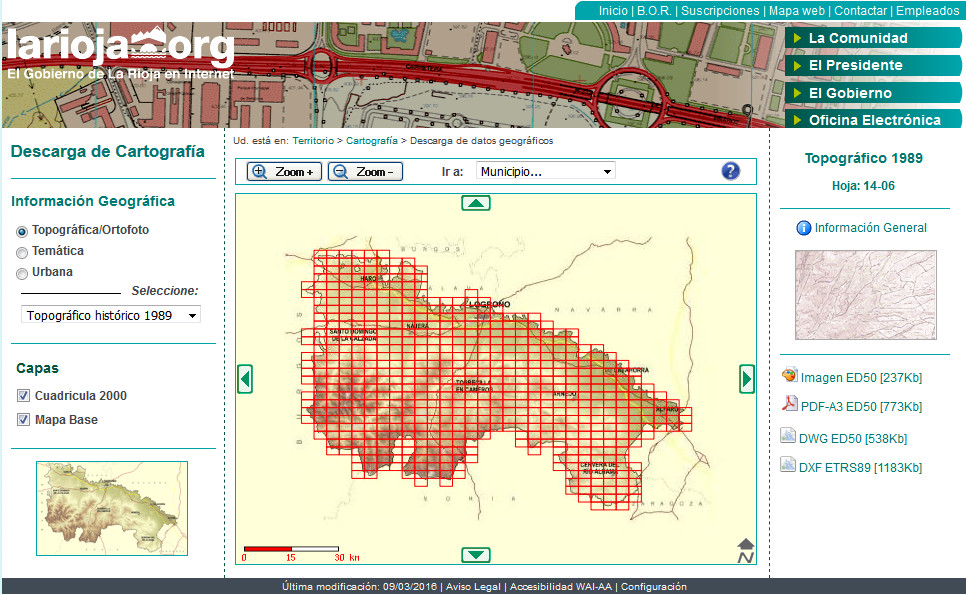 Inicio | B.O.R. | Suscripciones | Mapa web | Contactar | Empleados
larioja.org
El Gobierno de La Rioja en Internet
La Comunidad
El Presidente
El Gobierno
Oficina Electrónica
Descarga de Cartografía
Información Geográfica
Topográfica/Ortofoto
Temática
Urbana
Seleccione:
Topográfico histórico 1989
Capas
Cuadricula 2000
Mapa Base
Ud. está en: Territorio > Cartografía > Descarga de datos geográficos
Zoom +
Zoom -
Ir a:
Municipio...
?
BURGOS
HARO
ALAVA
LOGROÑO
NAVARRA
NAJERA
SANTO DOMINGO
DE LA CALZADA
CALAHORRA
TORRECILLA
EN CAMEROS
ARNEDO
ALFARO
CERVERA DEL
RIO ALHAMA
SORIA
ZARAGOZA
0 15 30 km
N
Topográfico 1989
Hoja: 14-06
Información General
Imagen ED50 [237Kb]
PDF-A3 ED50 [773Kb]
DWG ED50 [538Kb]
DXF ETRS89 [1183Kb]
Última modificación: 09/03/2016 | Aviso Legal | Accesibilidad WAI-AA | Configuración